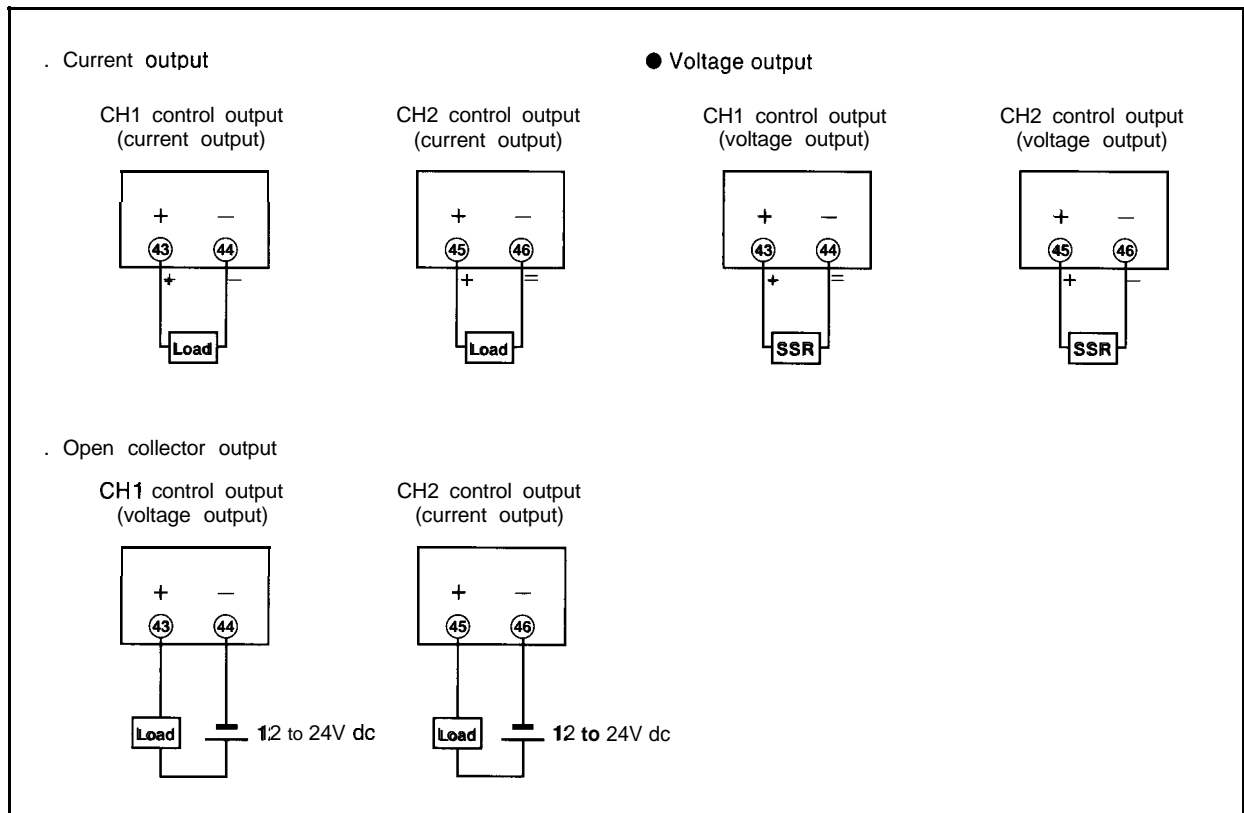 . Current output
CH1 control output
(current output)
+ −
43 44
+ −
Load
CH2 control output
(current output)
+ −
45 46
+ =
Load
● Voltage output
CH1 control output
(voltage output)
+ −
43 44
+ =
SSR
CH2 control output
(voltage output)
+ −
45 46
+ −
SSR
. Open collector output
CH1 control output
(voltage output)
+ −
43 44
Load
12 to 24V dc
CH2 control output
(current output)
+ −
45 46
Load
12 to 24V dc